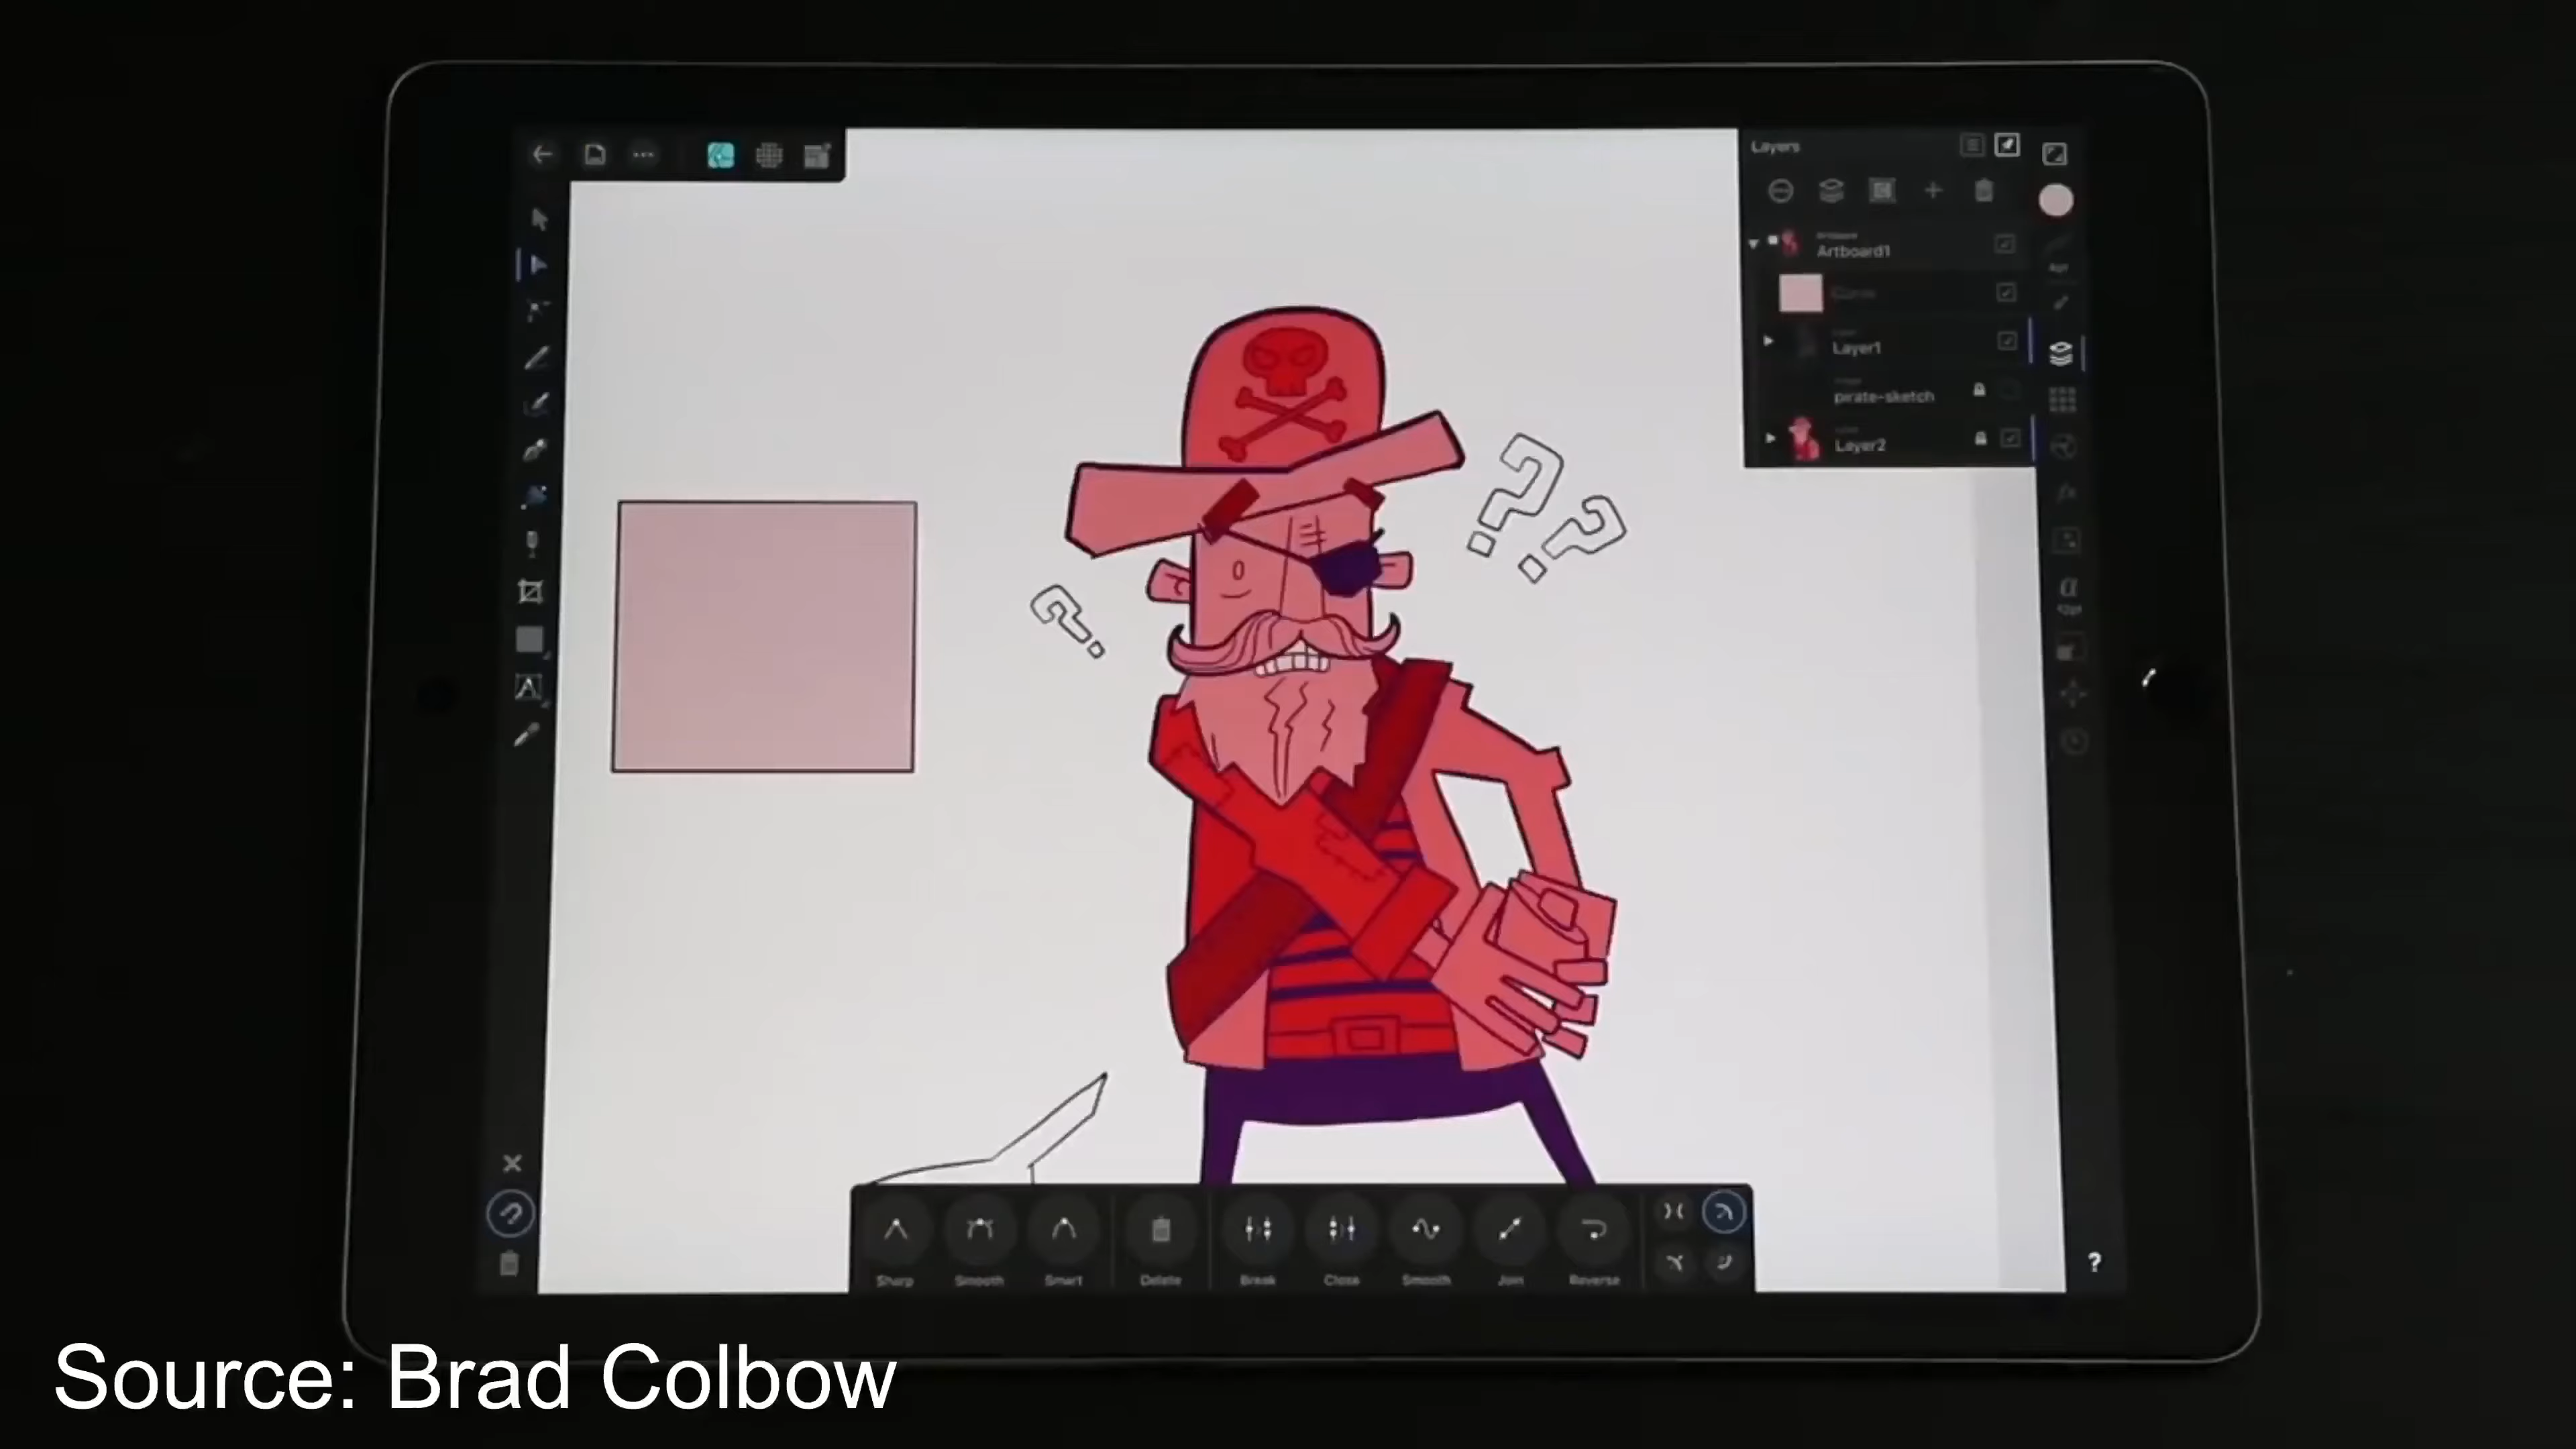 Layers
Artboard1
Layer1
pirate-sketch
Layer2
? ? ?
Sharp
Smooth
Smart
Delete
Break
Close
Smooth
Join
Reverse
?
Source: Brad Colbow